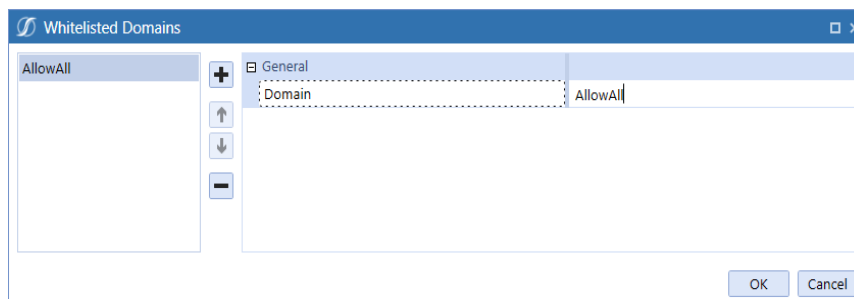 Whitelisted Domains
AllowAll
General
Domain AllowAll
OK Cancel